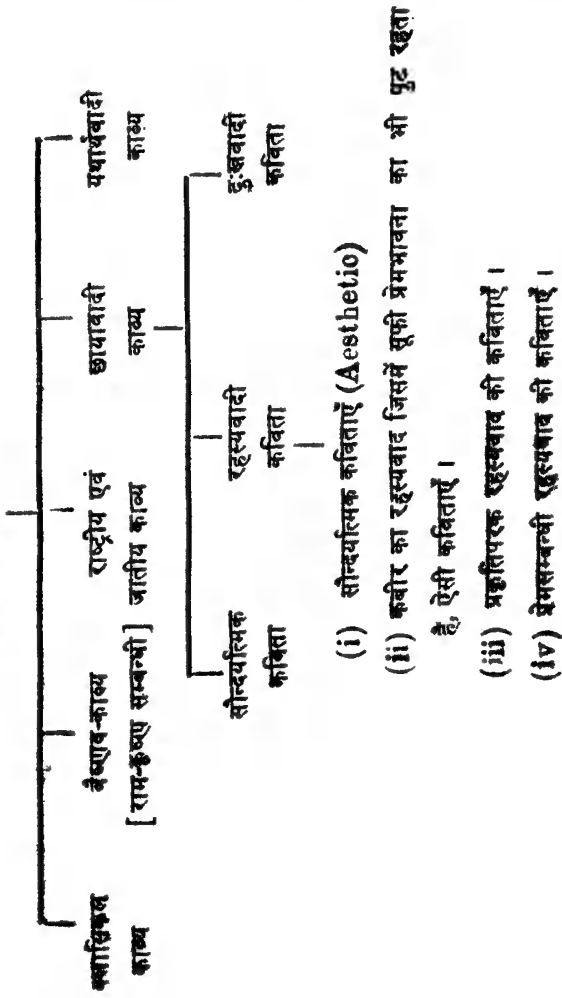 क्लासिकल वैष्णव-काव्य राष्ट्रीय एवं छायावादी यथार्थवादी
काव्य [ राम-कृष्ण सम्बन्धी ] जातीय काव्य काव्य काव्य
सौन्दर्यात्मक रहस्यवादी दुःखवादी
कविता कविता कविता
(i) सौन्दर्यात्मक कविताएँ (Aesthetic)
(ii) कबीर का रहस्यवाद जिसमें सूफी प्रेमभावना का भी पुट रहता
है, ऐसी कविताएँ ।
(iii) प्रकृतिपरक रहस्यवाद की कविताएँ ।
(iv) प्रेमसम्बन्धी रहस्यवाद की कविताएँ ।